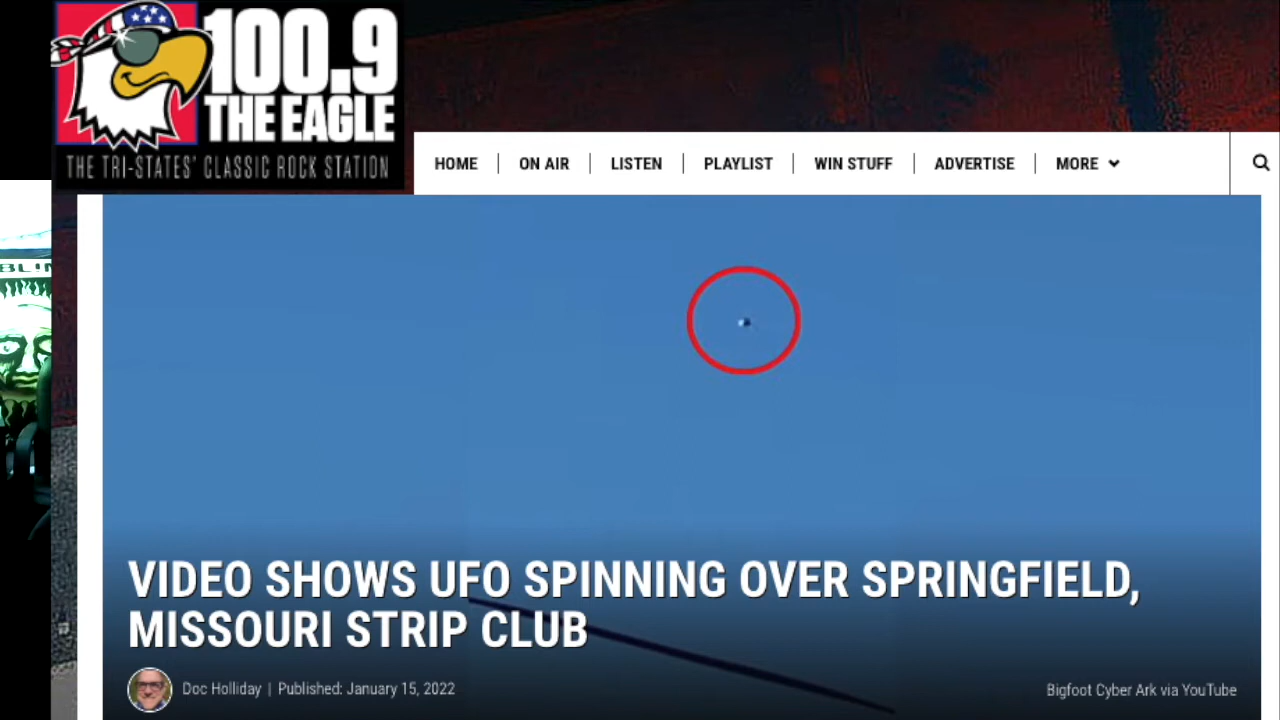 100.9
THE EAGLE
THE TRI-STATES' CLASSIC ROCK STATION
HOME | ON AIR | LISTEN | PLAYLIST | WIN STUFF | ADVERTISE | MORE
VIDEO SHOWS UFO SPINNING OVER SPRINGFIELD,
MISSOURI STRIP CLUB
Doc Holliday | Published: January 15, 2022
Bigfoot Cyber Ark via YouTube